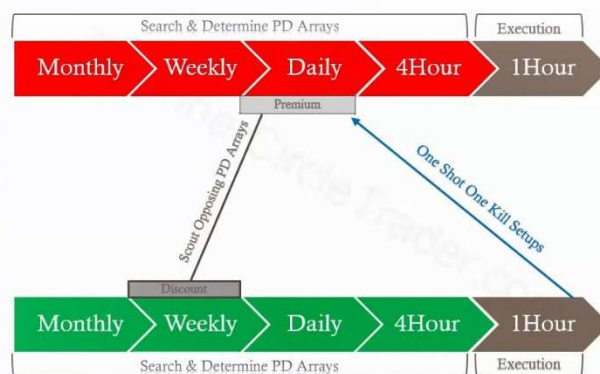 Search & Determine PD Arrays
Execution
Monthly
Weekly
Daily
4Hour
1Hour
Premium
Scout Opposing PD Arrays
One Shot One Kill Setups
Discount
Monthly
Weekly
Daily
4Hour
1Hour
Search & Determine PD Arrays
Execution